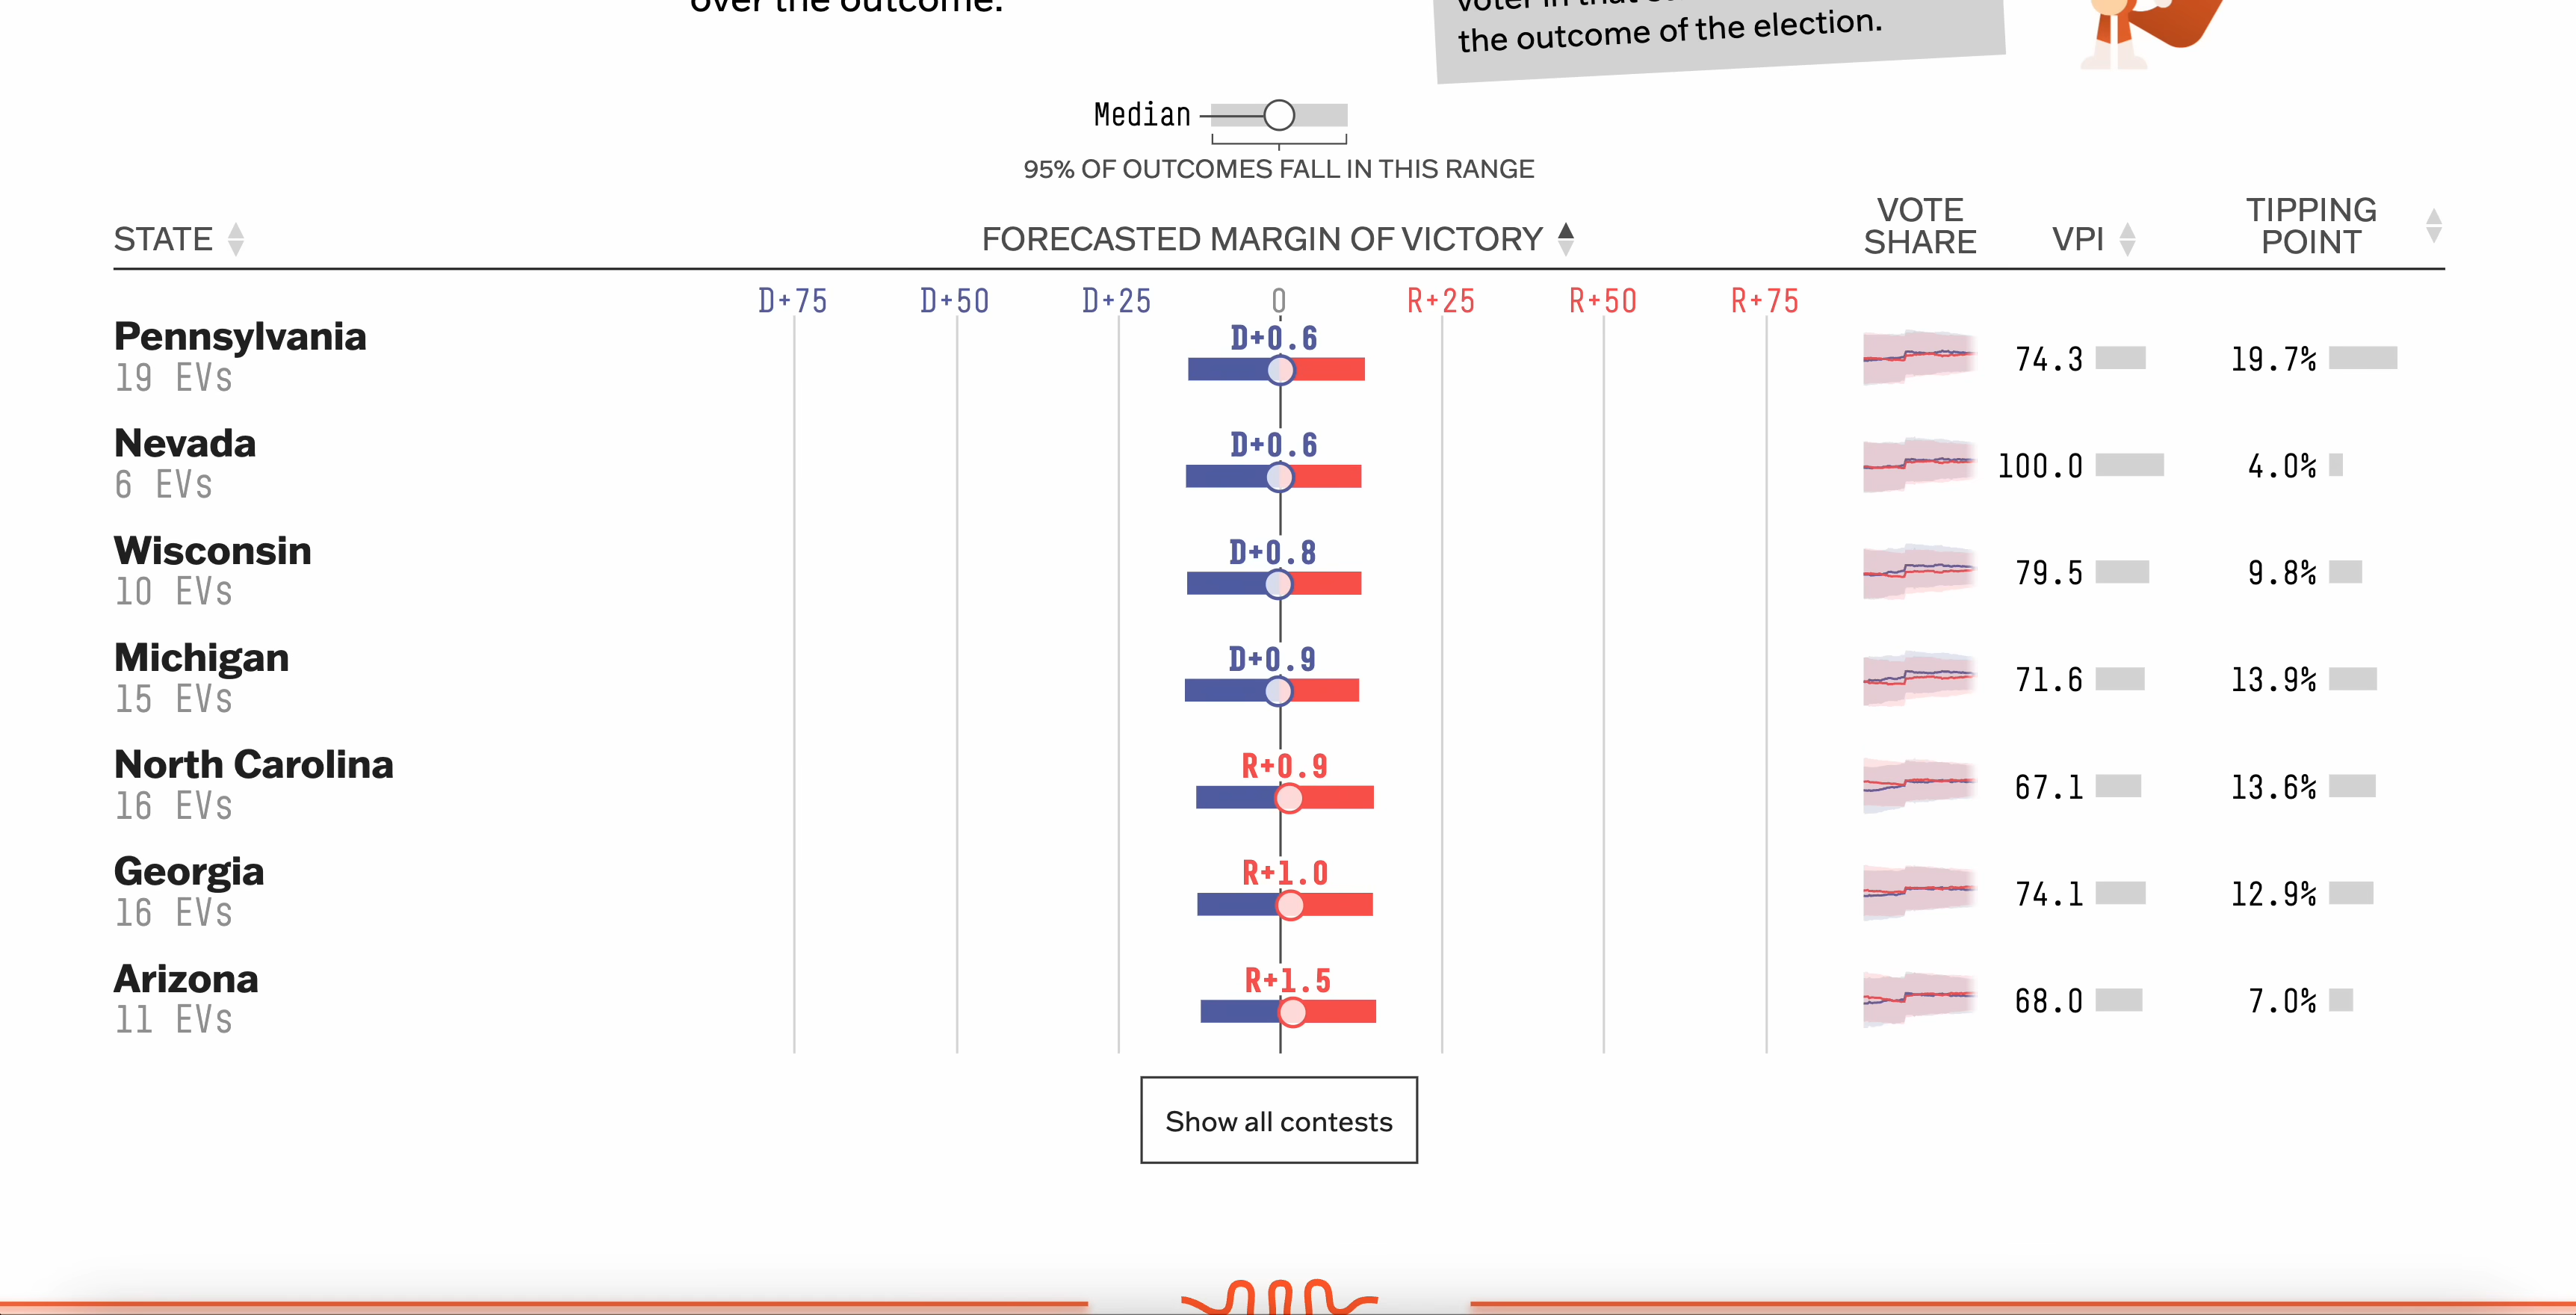 over the outcome.
voter in that
the outcome of the election.
Median
95% OF OUTCOMES FALL IN THIS RANGE
STATE FORECASTED MARGIN OF VICTORY VOTE SHARE VPI TIPPING POINT
D+75 D+50 D+25 0 R+25 R+50 R+75
Pennsylvania D+0.6
19 EVs 74.3 19.7%
Nevada D+0.6
6 EVs 100.0 4.0%
Wisconsin D+0.8
10 EVs 79.5 9.8%
Michigan D+0.9
15 EVs 71.6 13.9%
North Carolina R+0.9
16 EVs 67.1 13.6%
Georgia R+1.0
16 EVs 74.1 12.9%
Arizona R+1.5
11 EVs 68.0 7.0%
Show all contests